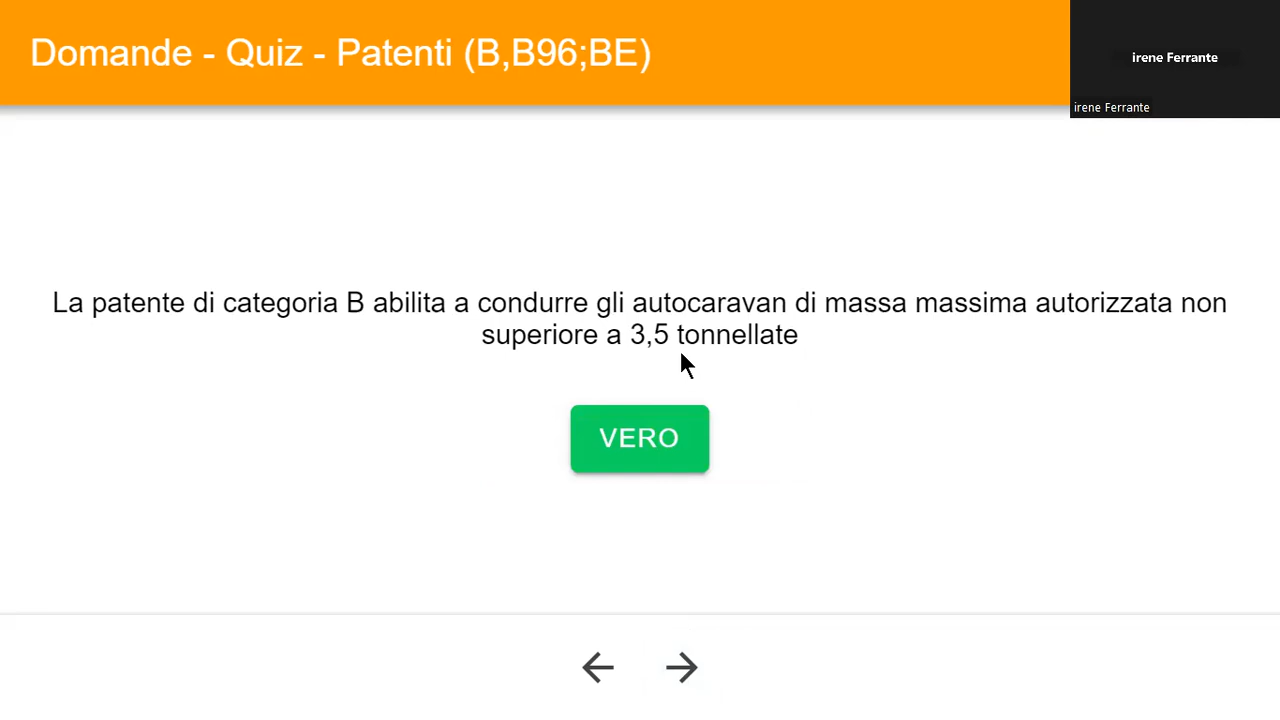 Domande - Quiz - Patenti (B,B96;BE)
irene Ferrante
irene Ferrante
La patente di categoria B abilita a condurre gli autocaravan di massa massima autorizzata non
superiore a 3,5 tonnellate
VERO